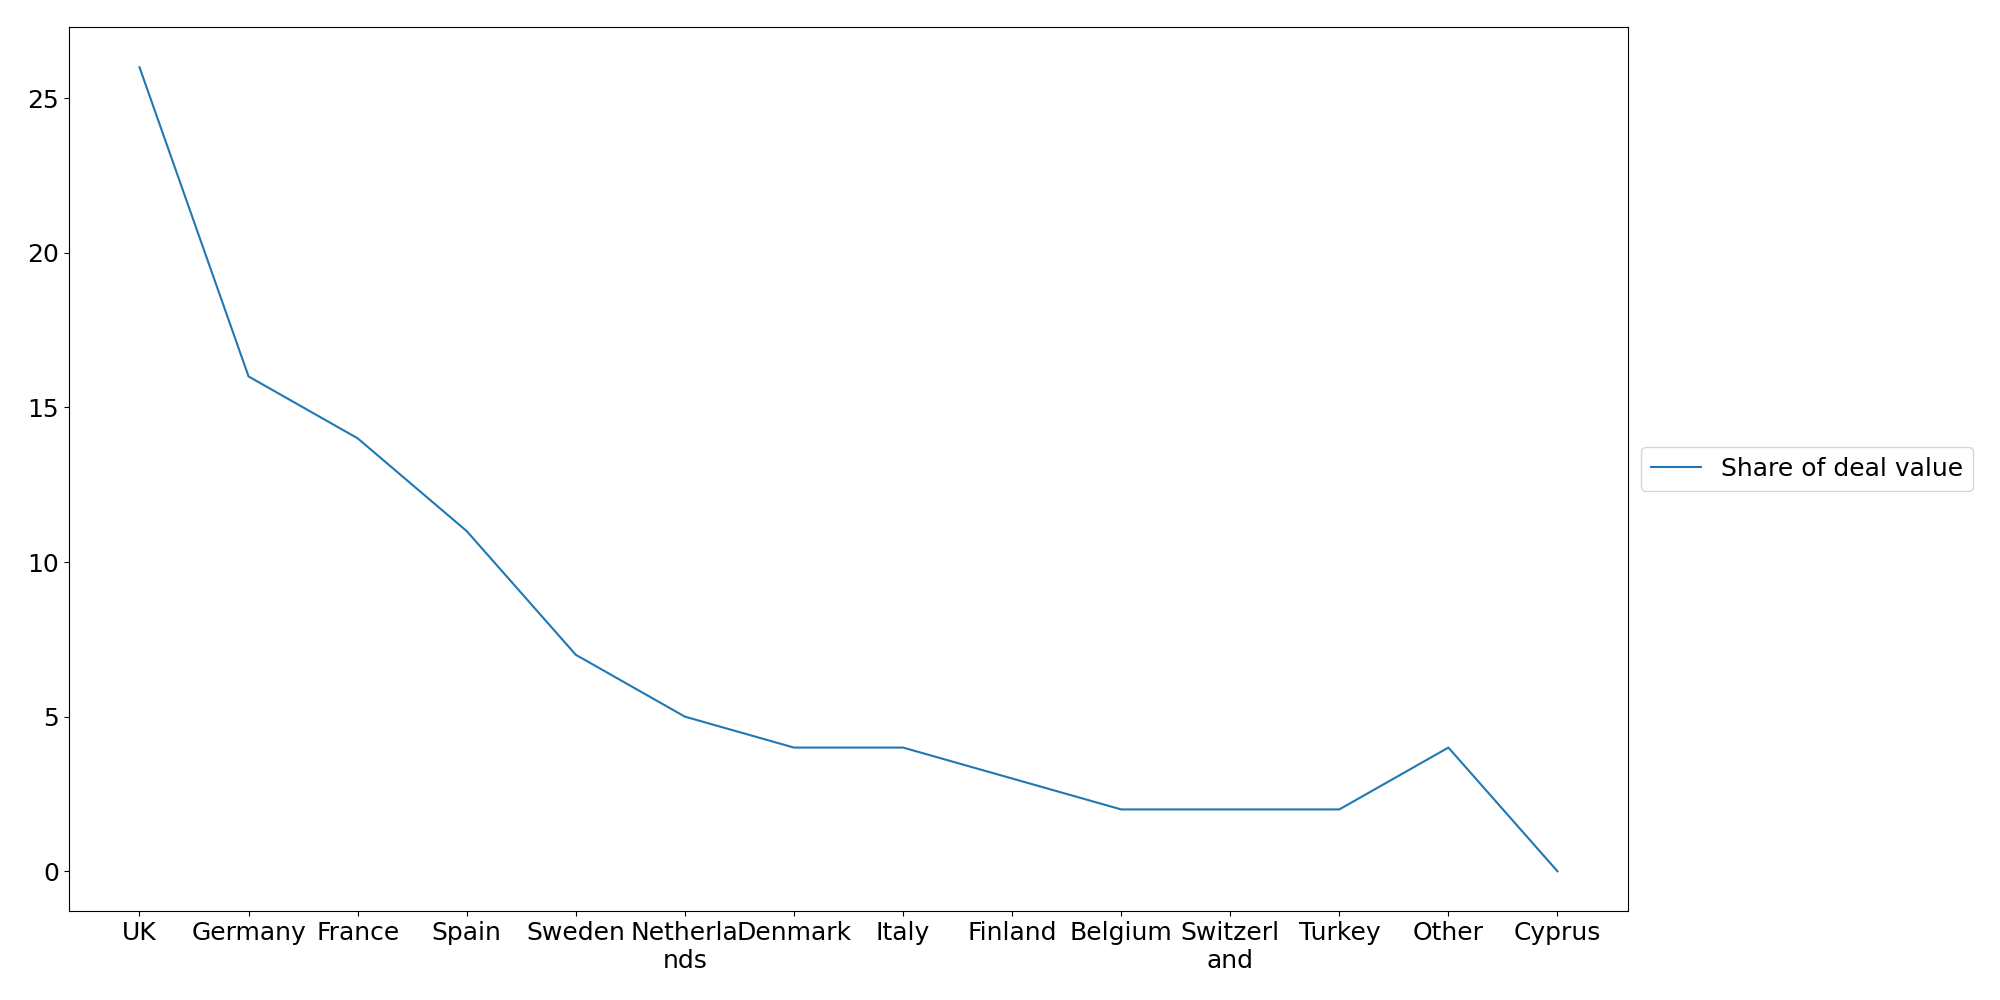 25
20
15
10
5
0
UK Germany France Spain Sweden Netherla Denmark Italy Finland Belgium Switzerl Turkey Other Cyprus
nds and
Share of deal value